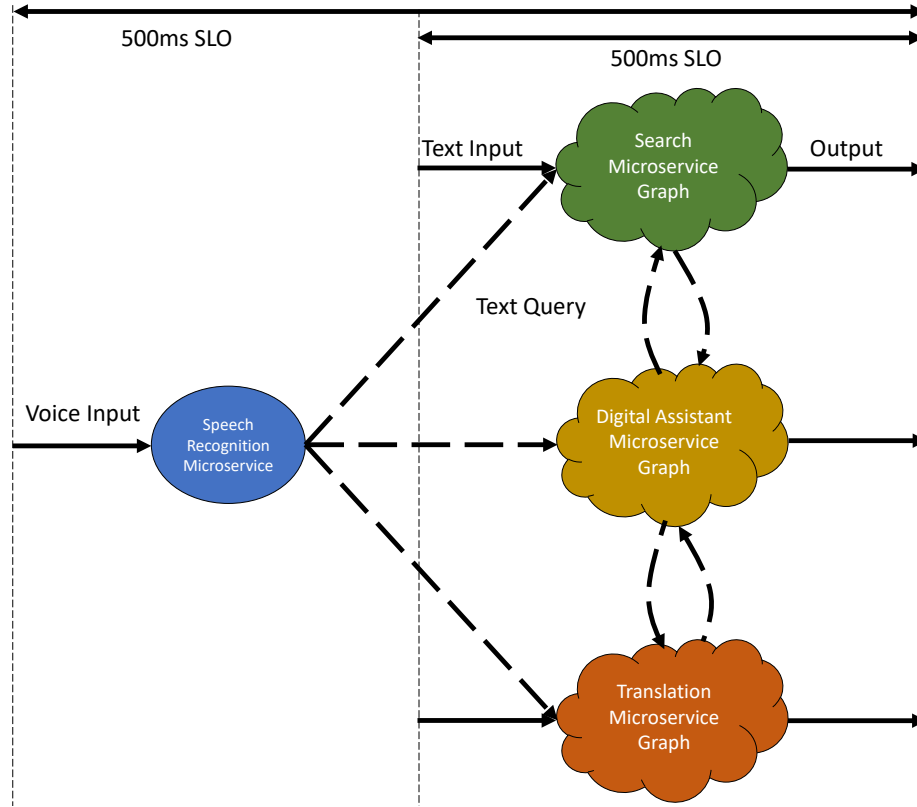 500ms SLO
500ms SLO
Text Input
Search
Microservice
Graph
Output
Text Query
Voice Input
Speech
Recognition
Microservice
Digital Assistant
Microservice
Graph
Translation
Microservice
Graph